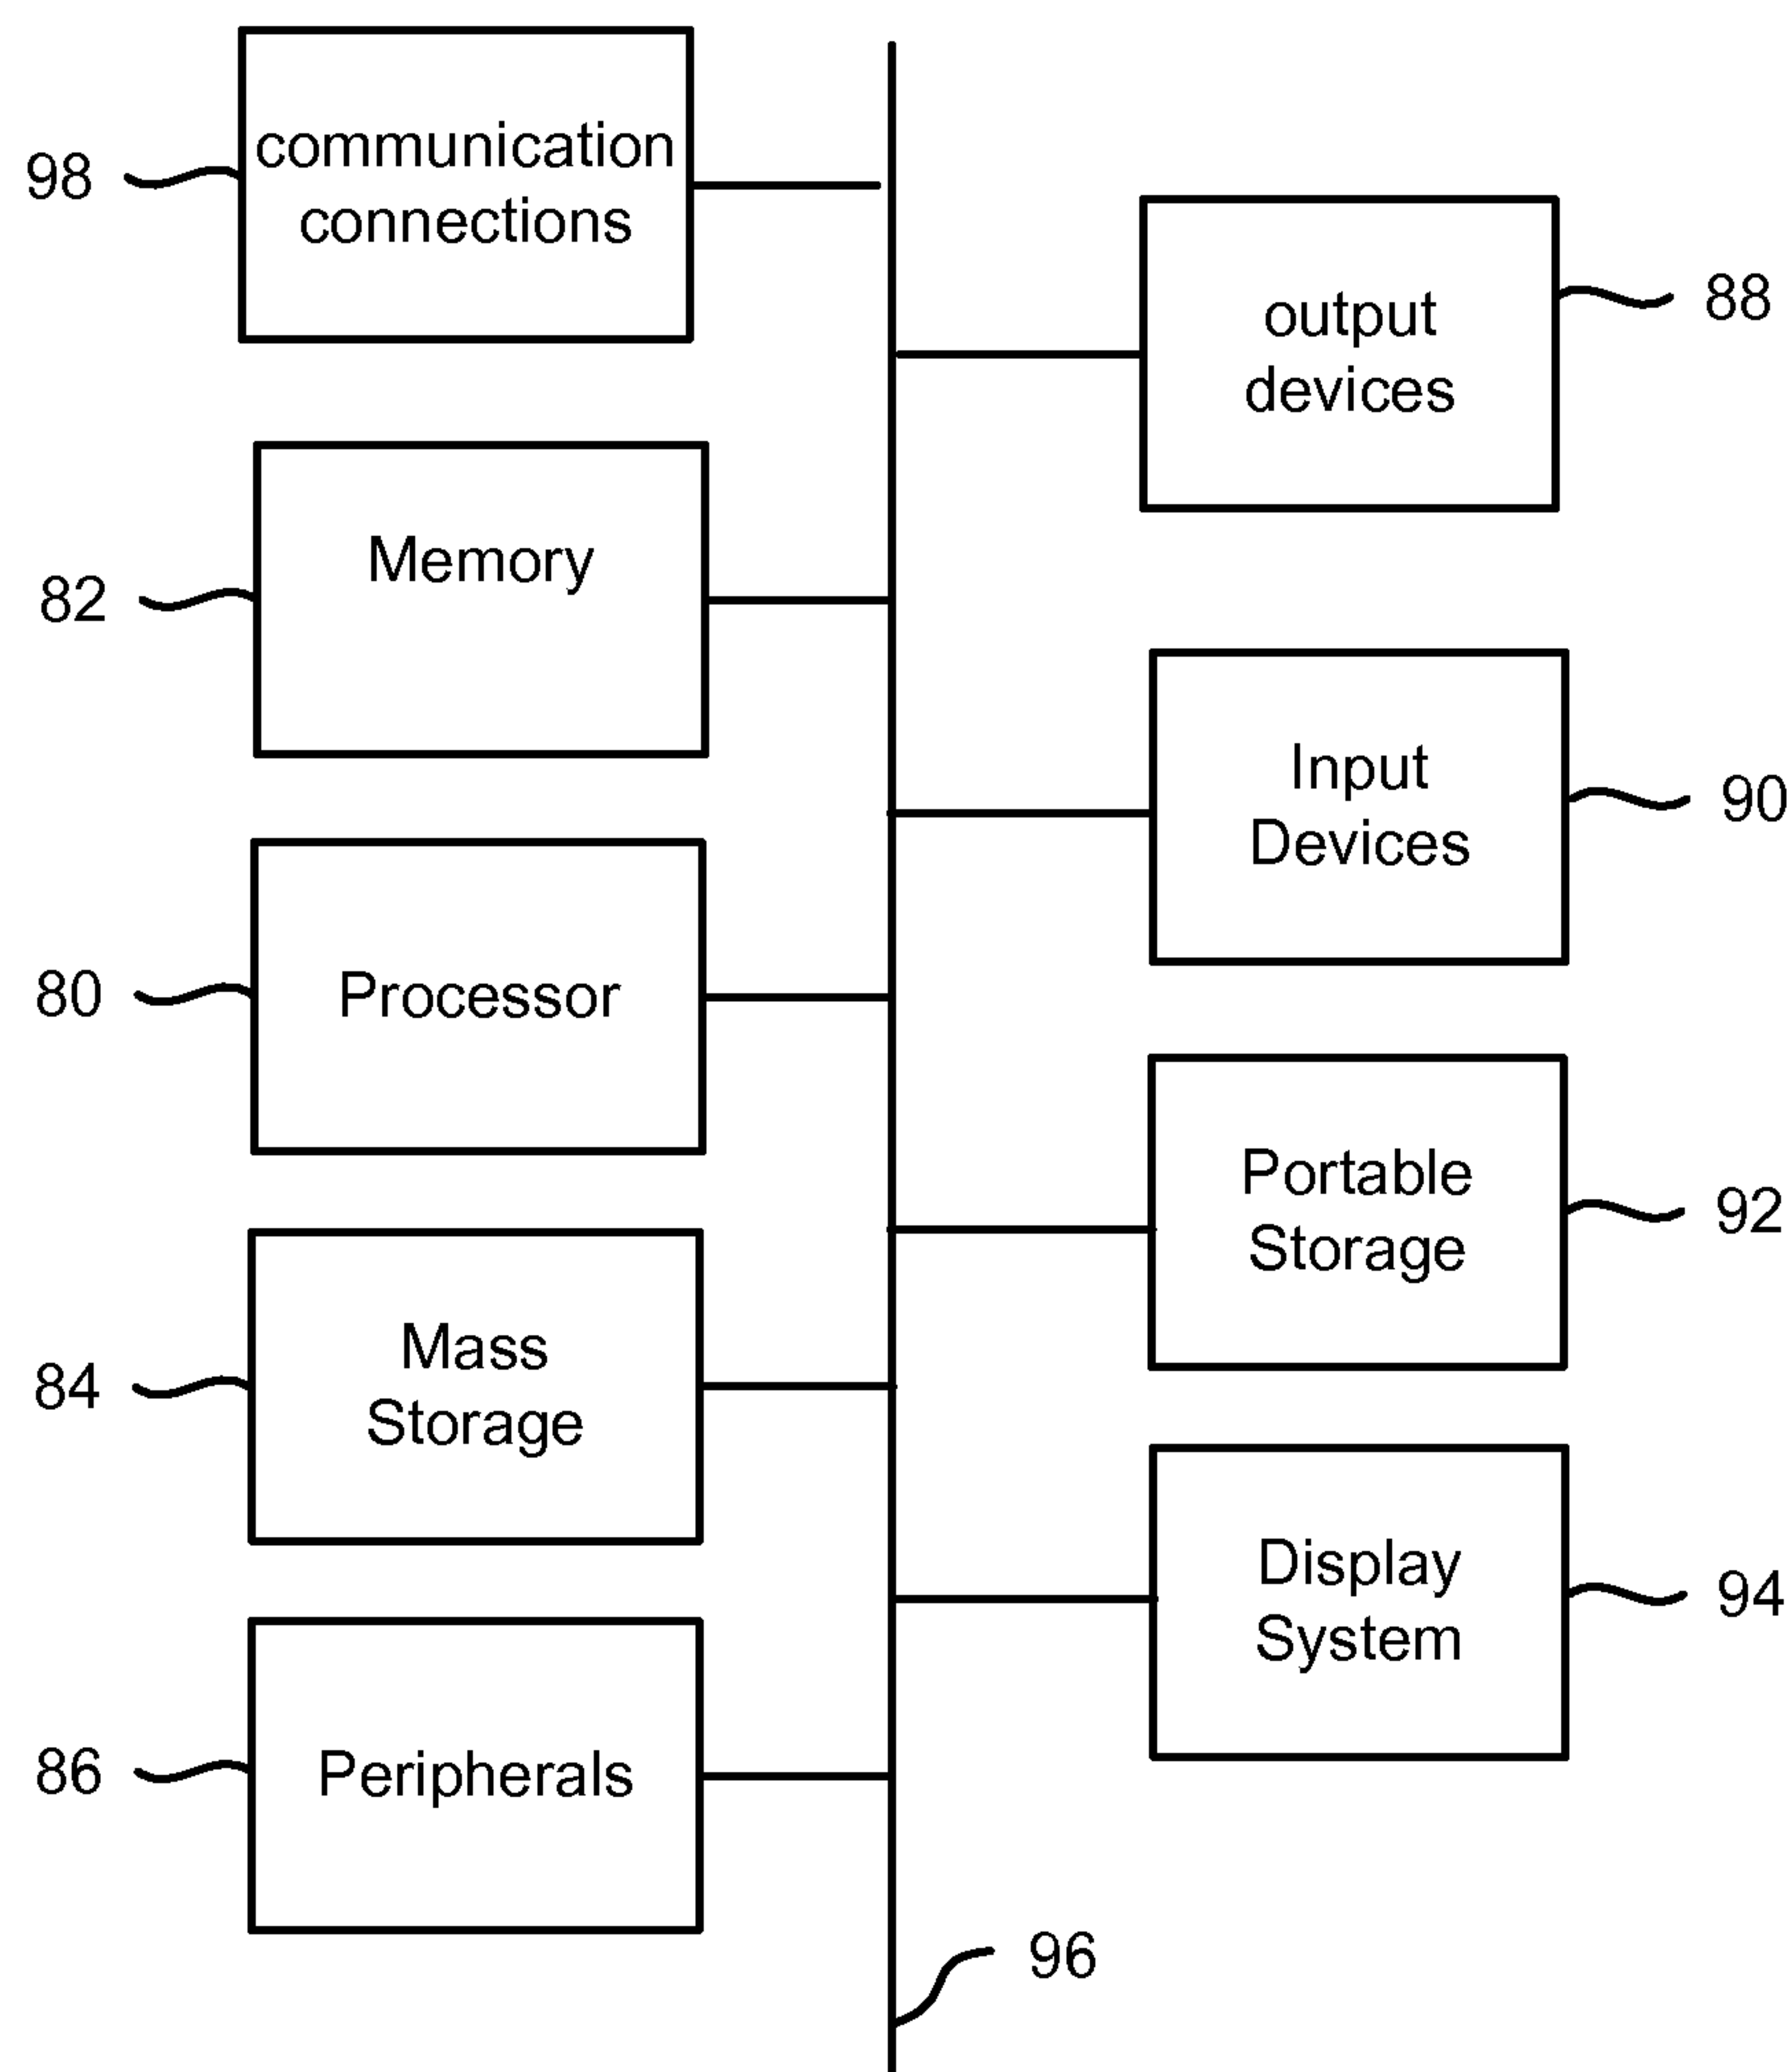 98
communication
connections
output
devices
88
Memory
82
Input
Devices
90
Processor
80
Portable
Storage
92
Mass
Storage
84
Display
System
94
Peripherals
86
96